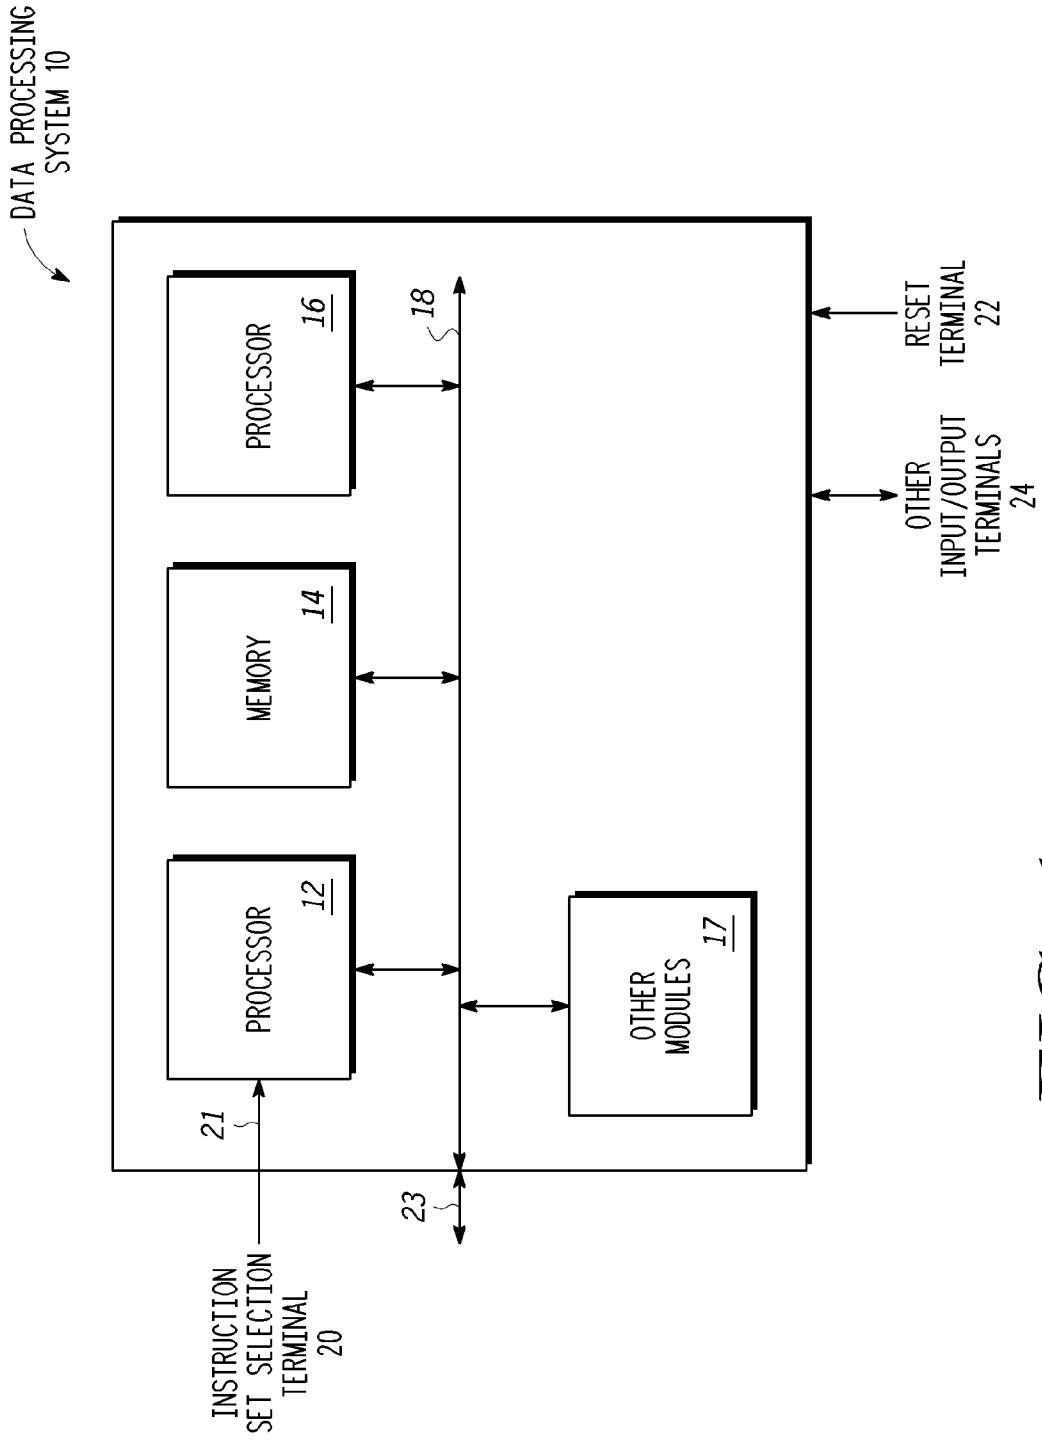 DATA PROCESSING
SYSTEM 10
PROCESSOR
12
MEMORY
14
PROCESSOR
16
18
21
INSTRUCTION
SET SELECTION
TERMINAL
20
23
OTHER
MODULES
17
OTHER
INPUT/OUTPUT
TERMINALS
24
RESET
TERMINAL
22